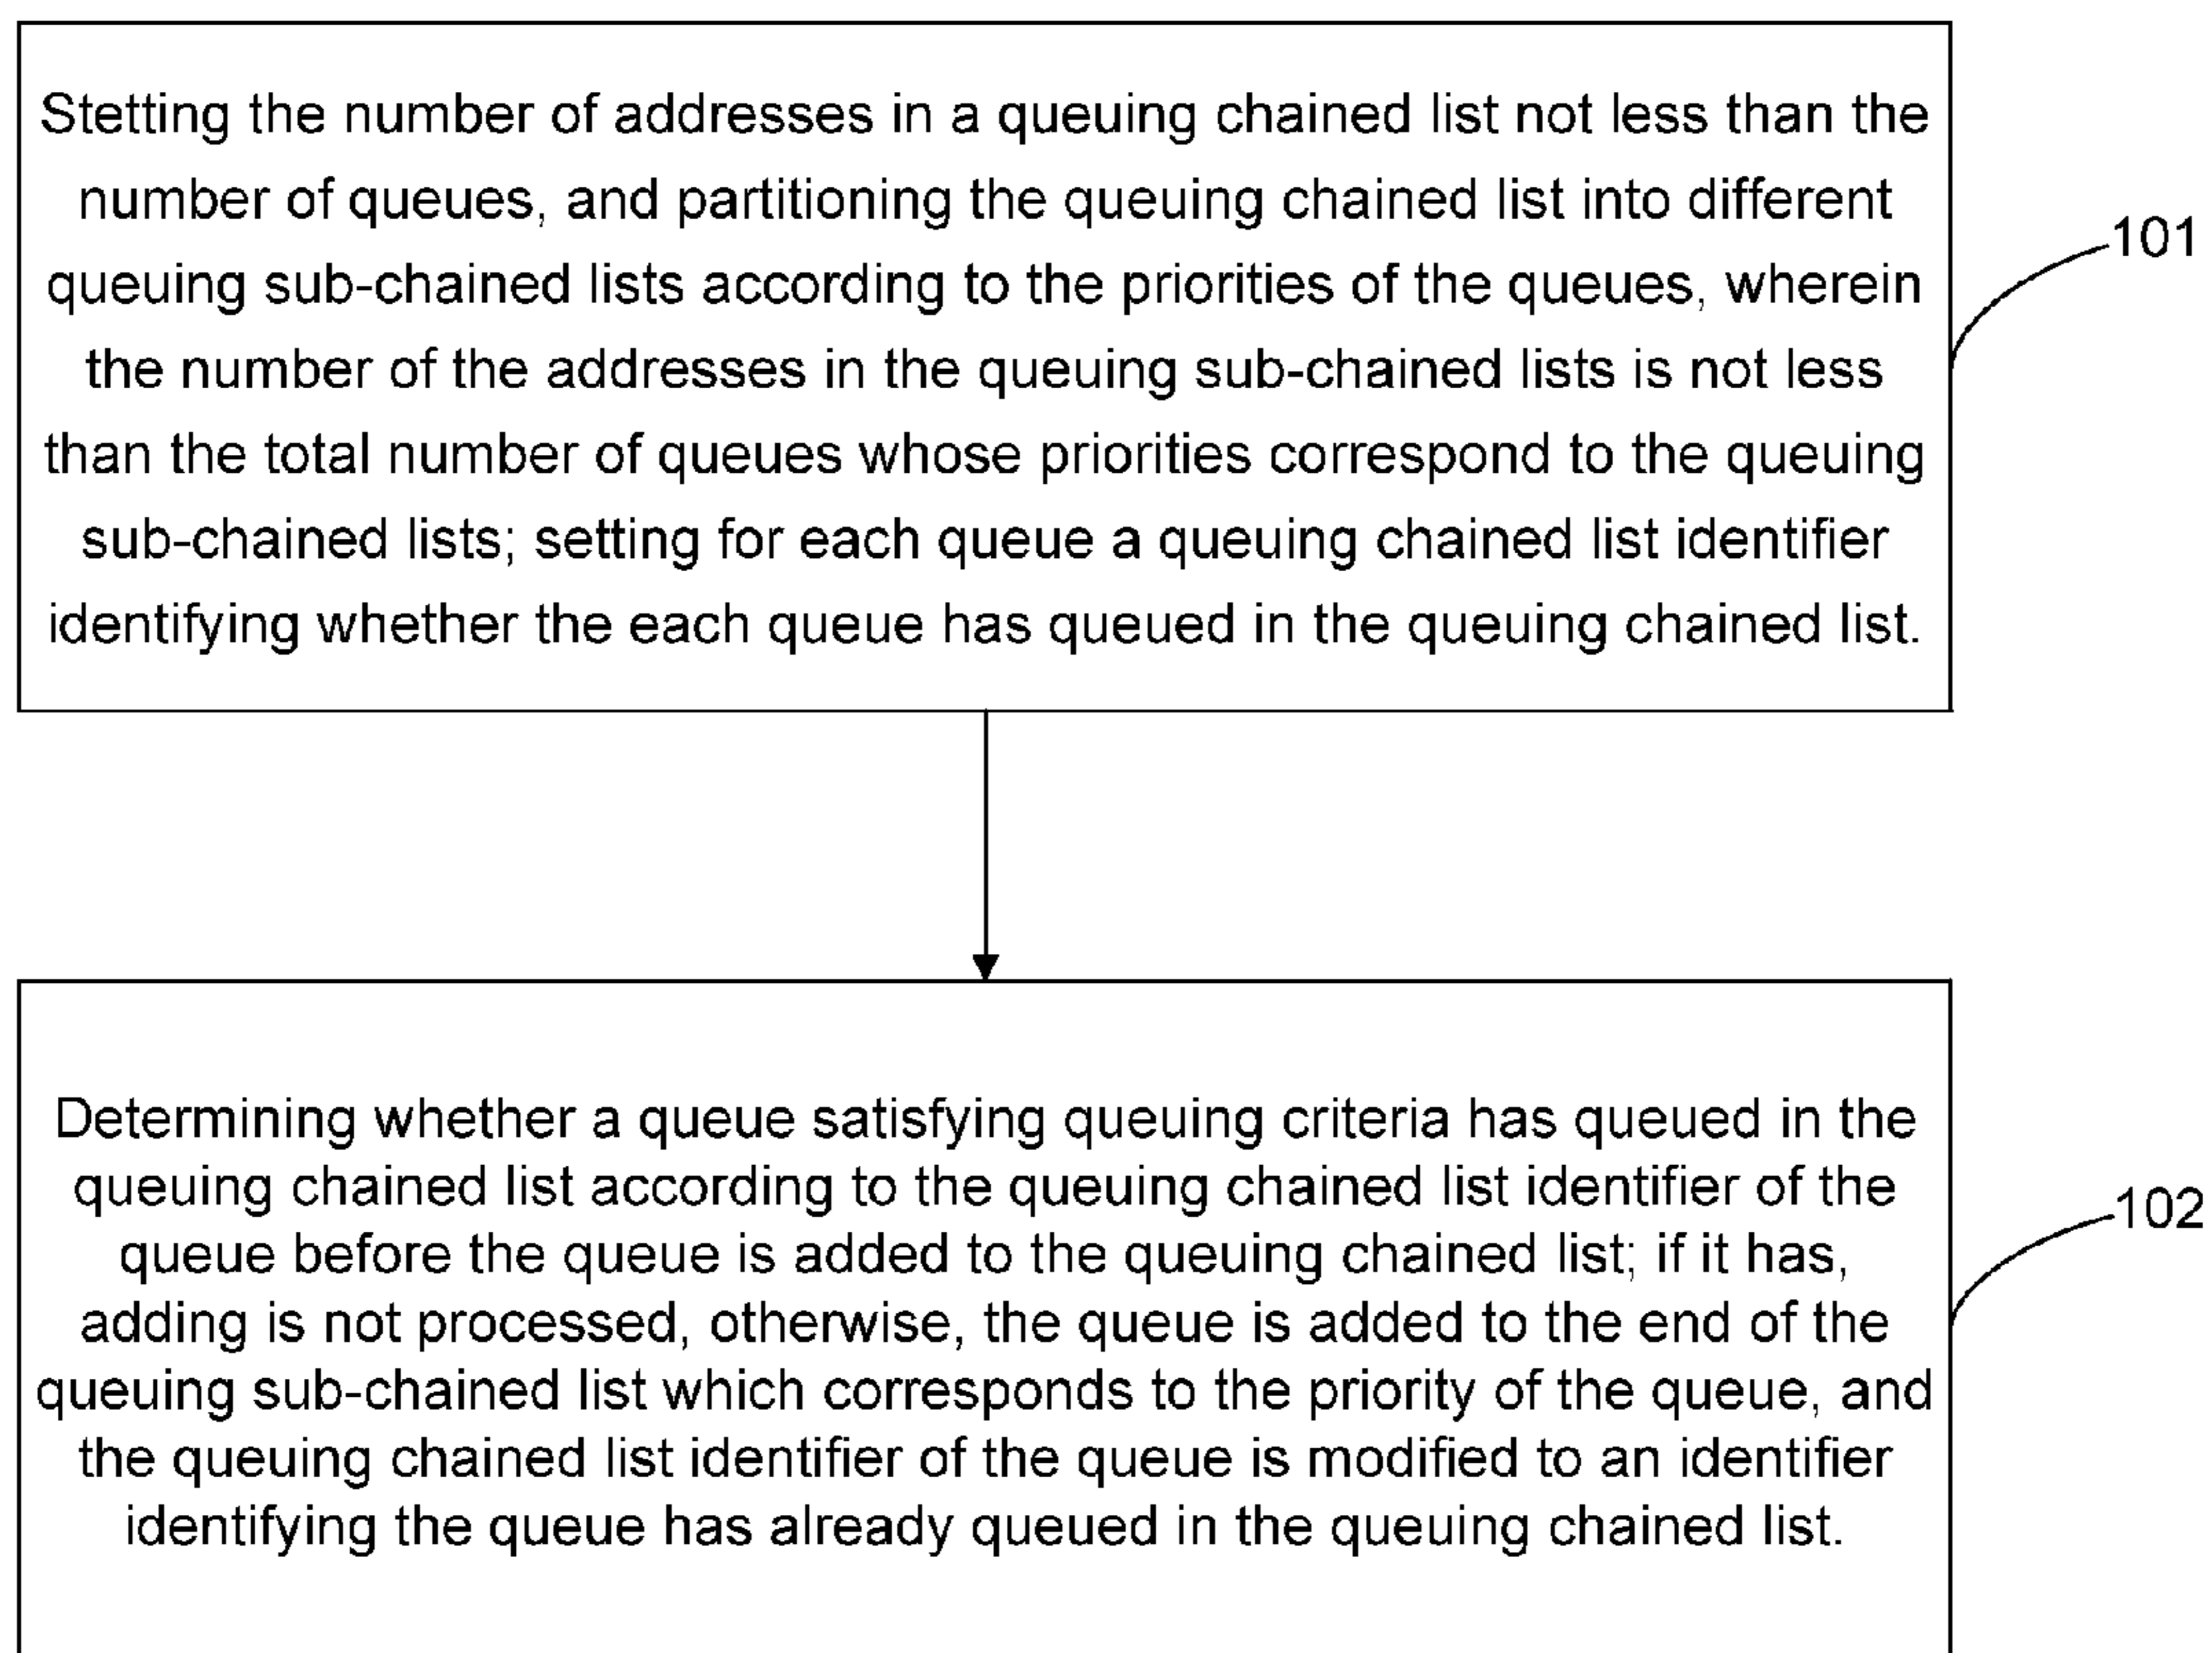 Stetting the number of addresses in a queuing chained list not less than the
number of queues, and partitioning the queuing chained list into different
queuing sub-chained lists according to the priorities of the queues, wherein
the number of the addresses in the queuing sub-chained lists is not less
than the total number of queues whose priorities correspond to the queuing
sub-chained lists; setting for each queue a queuing chained list identifier
identifying whether the each queue has queued in the queuing chained list.
101
Determining whether a queue satisfying queuing criteria has queued in the
queuing chained list according to the queuing chained list identifier of the
queue before the queue is added to the queuing chained list; if it has,
adding is not processed, otherwise, the queue is added to the end of the
queuing sub-chained list which corresponds to the priority of the queue, and
the queuing chained list identifier of the queue is modified to an identifier
identifying the queue has already queued in the queuing chained list.
102